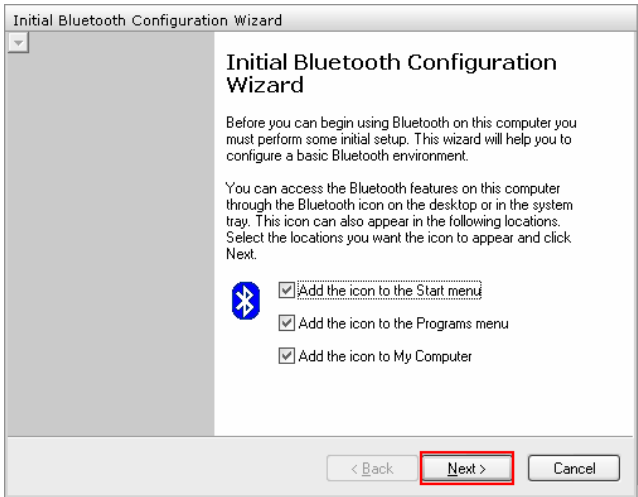 Initial Bluetooth Configuration Wizard
Initial Bluetooth Configuration
Wizard
Before you can begin using Bluetooth on this computer you
must perform some initial setup. This wizard will help you to
configure a basic Bluetooth environment.
You can access the Bluetooth features on this computer
through the Bluetooth icon on the desktop or in the system
tray. This icon can also appear in the following locations.
Select the locations you want the icon to appear and click
Next.
Add the icon to the Start menu
Add the icon to the Programs menu
Add the icon to My Computer
< Back
Next >
Cancel